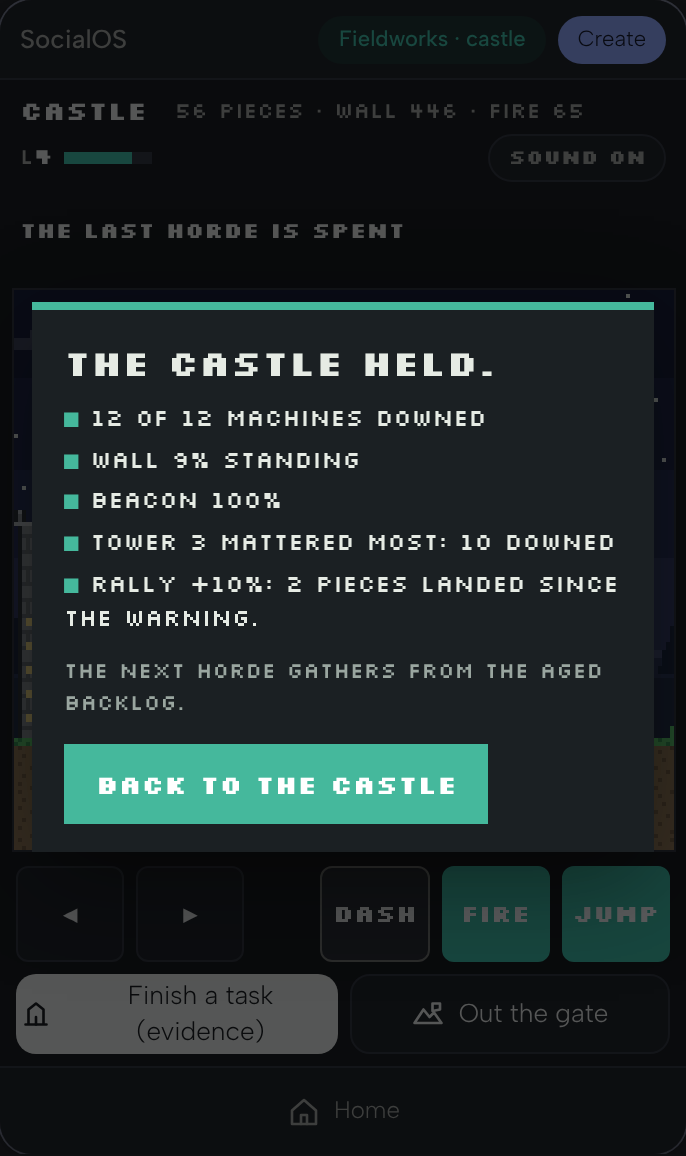 SocialOS
Fieldworks · castle
Create
CASTLE
56 PIECES · WALL 446 · FIRE 65
L4
SOUND ON
THE LAST HORDE IS SPENT
THE CASTLE HELD.
12 OF 12 MACHINES DOWNED
WALL 9% STANDING
BEACON 100%
TOWER 3 MATTERED MOST: 10 DOWNED
RALLY +10%: 2 PIECES LANDED SINCE
THE WARNING.
THE NEXT HORDE GATHERS FROM THE AGED
BACKLOG.
BACK TO THE CASTLE
DASH
FIRE
JUMP
Finish a task
(evidence)
Out the gate
Home